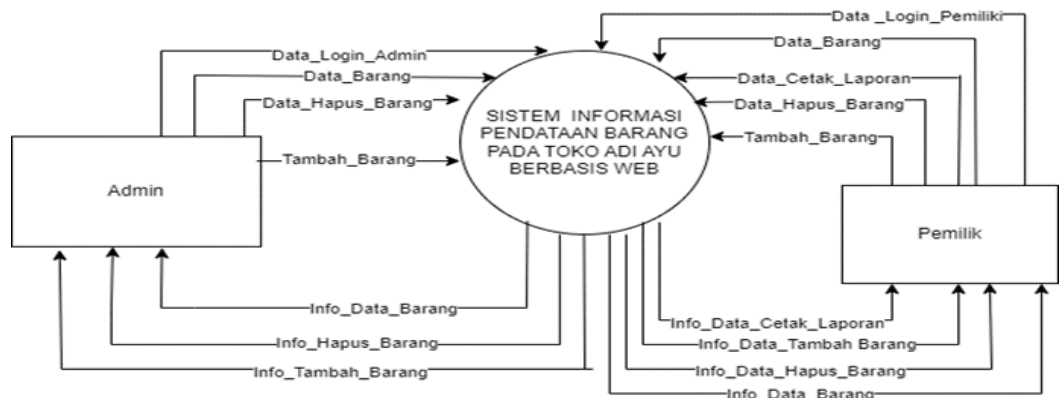 Data _Login_Pemiliki
Data_Login_Admin
Data_Barang
Data_Barang
Data_Cetak_Laporan
Data_Hapus_Barang
Data_Hapus_Barang
Tambah_Barang
Tambah_Barang
SISTEM INFORMASI
PENDATAAN BARANG
PADA TOKO ADI AYU
BERBASIS WEB
Admin
Pemilik
Info_Data_Barang
Info_Hapus_Barang
Info_Tambah_Barang
Info_Data_Cetak_Laporan
Info_Data_Tambah Barang
Info_Data_Hapus_Barang
Info_Data_Barang